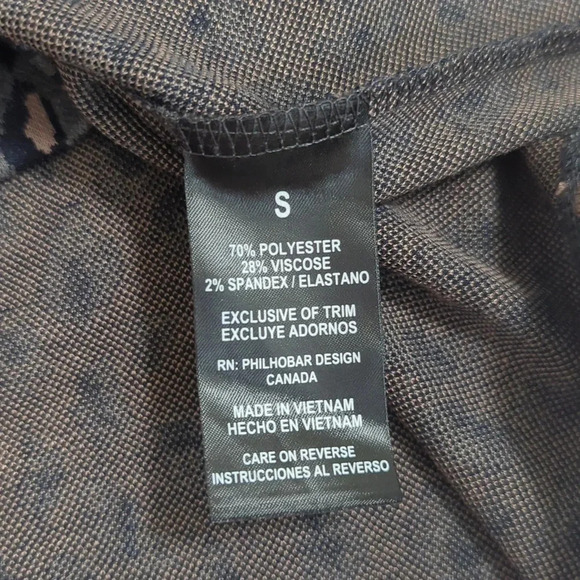 S
70% POLYESTER
28% VISCOSE
2% SPANDEX / ELASTANO
EXCLUSIVE OF TRIM
EXCLUYE ADORNOS
RN: PHILHOBAR DESIGN
CANADA
MADE IN VIETNAM
HECHO EN VIETNAM
CARE ON REVERSE
INSTRUCCIONES AL REVERSO